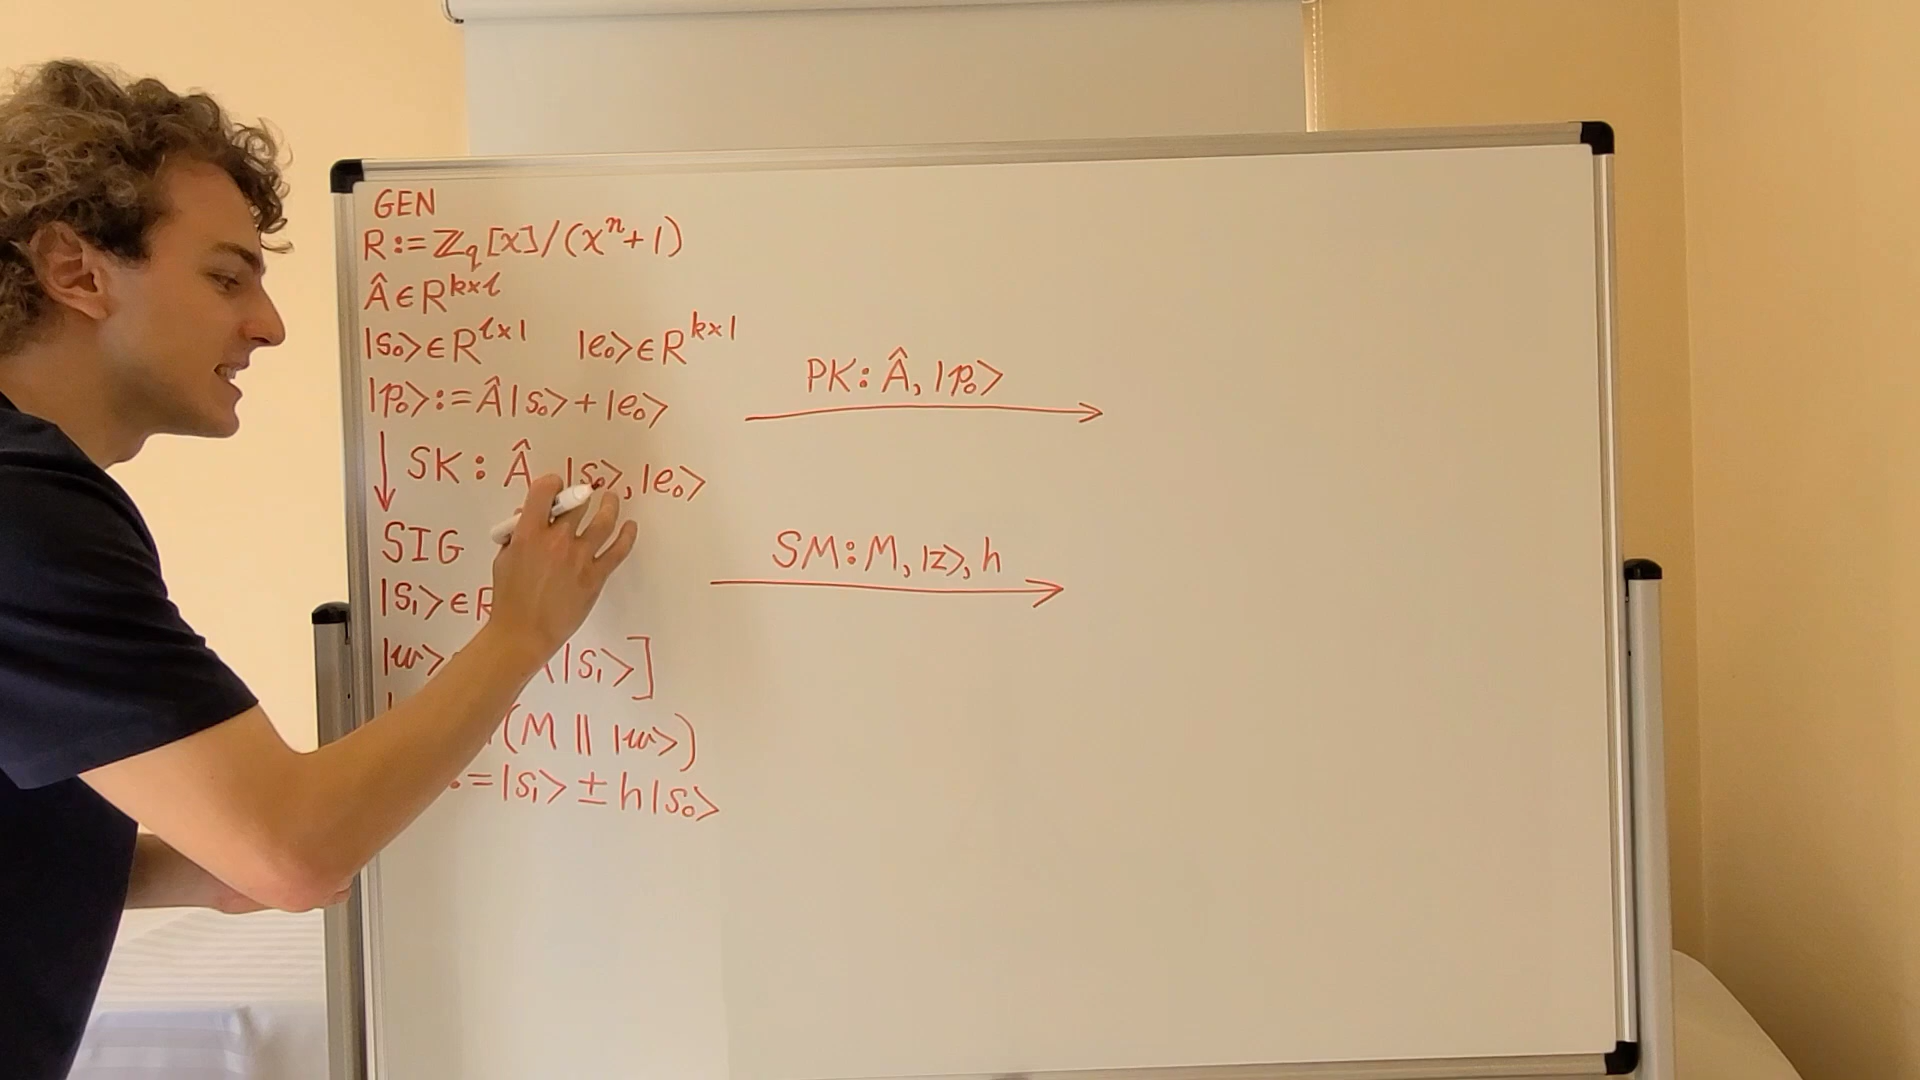 GEN
R := ℤq[x]/(xⁿ+1)
Â ∈ R^{k×l}
|s₀⟩ ∈ R^{l×1} |e₀⟩ ∈ R^{k×1}
|p₀⟩ := Â|s₀⟩ + |e₀⟩
PK: Â, |p₀⟩
↓ SK: Â, |s₀⟩, |e₀⟩
SIG
SM: M, |z⟩, h
|s₁⟩ ∈ R
|w⟩ |s₁⟩]
(M || |w⟩)
:= |s₁⟩ ± h|s₀⟩